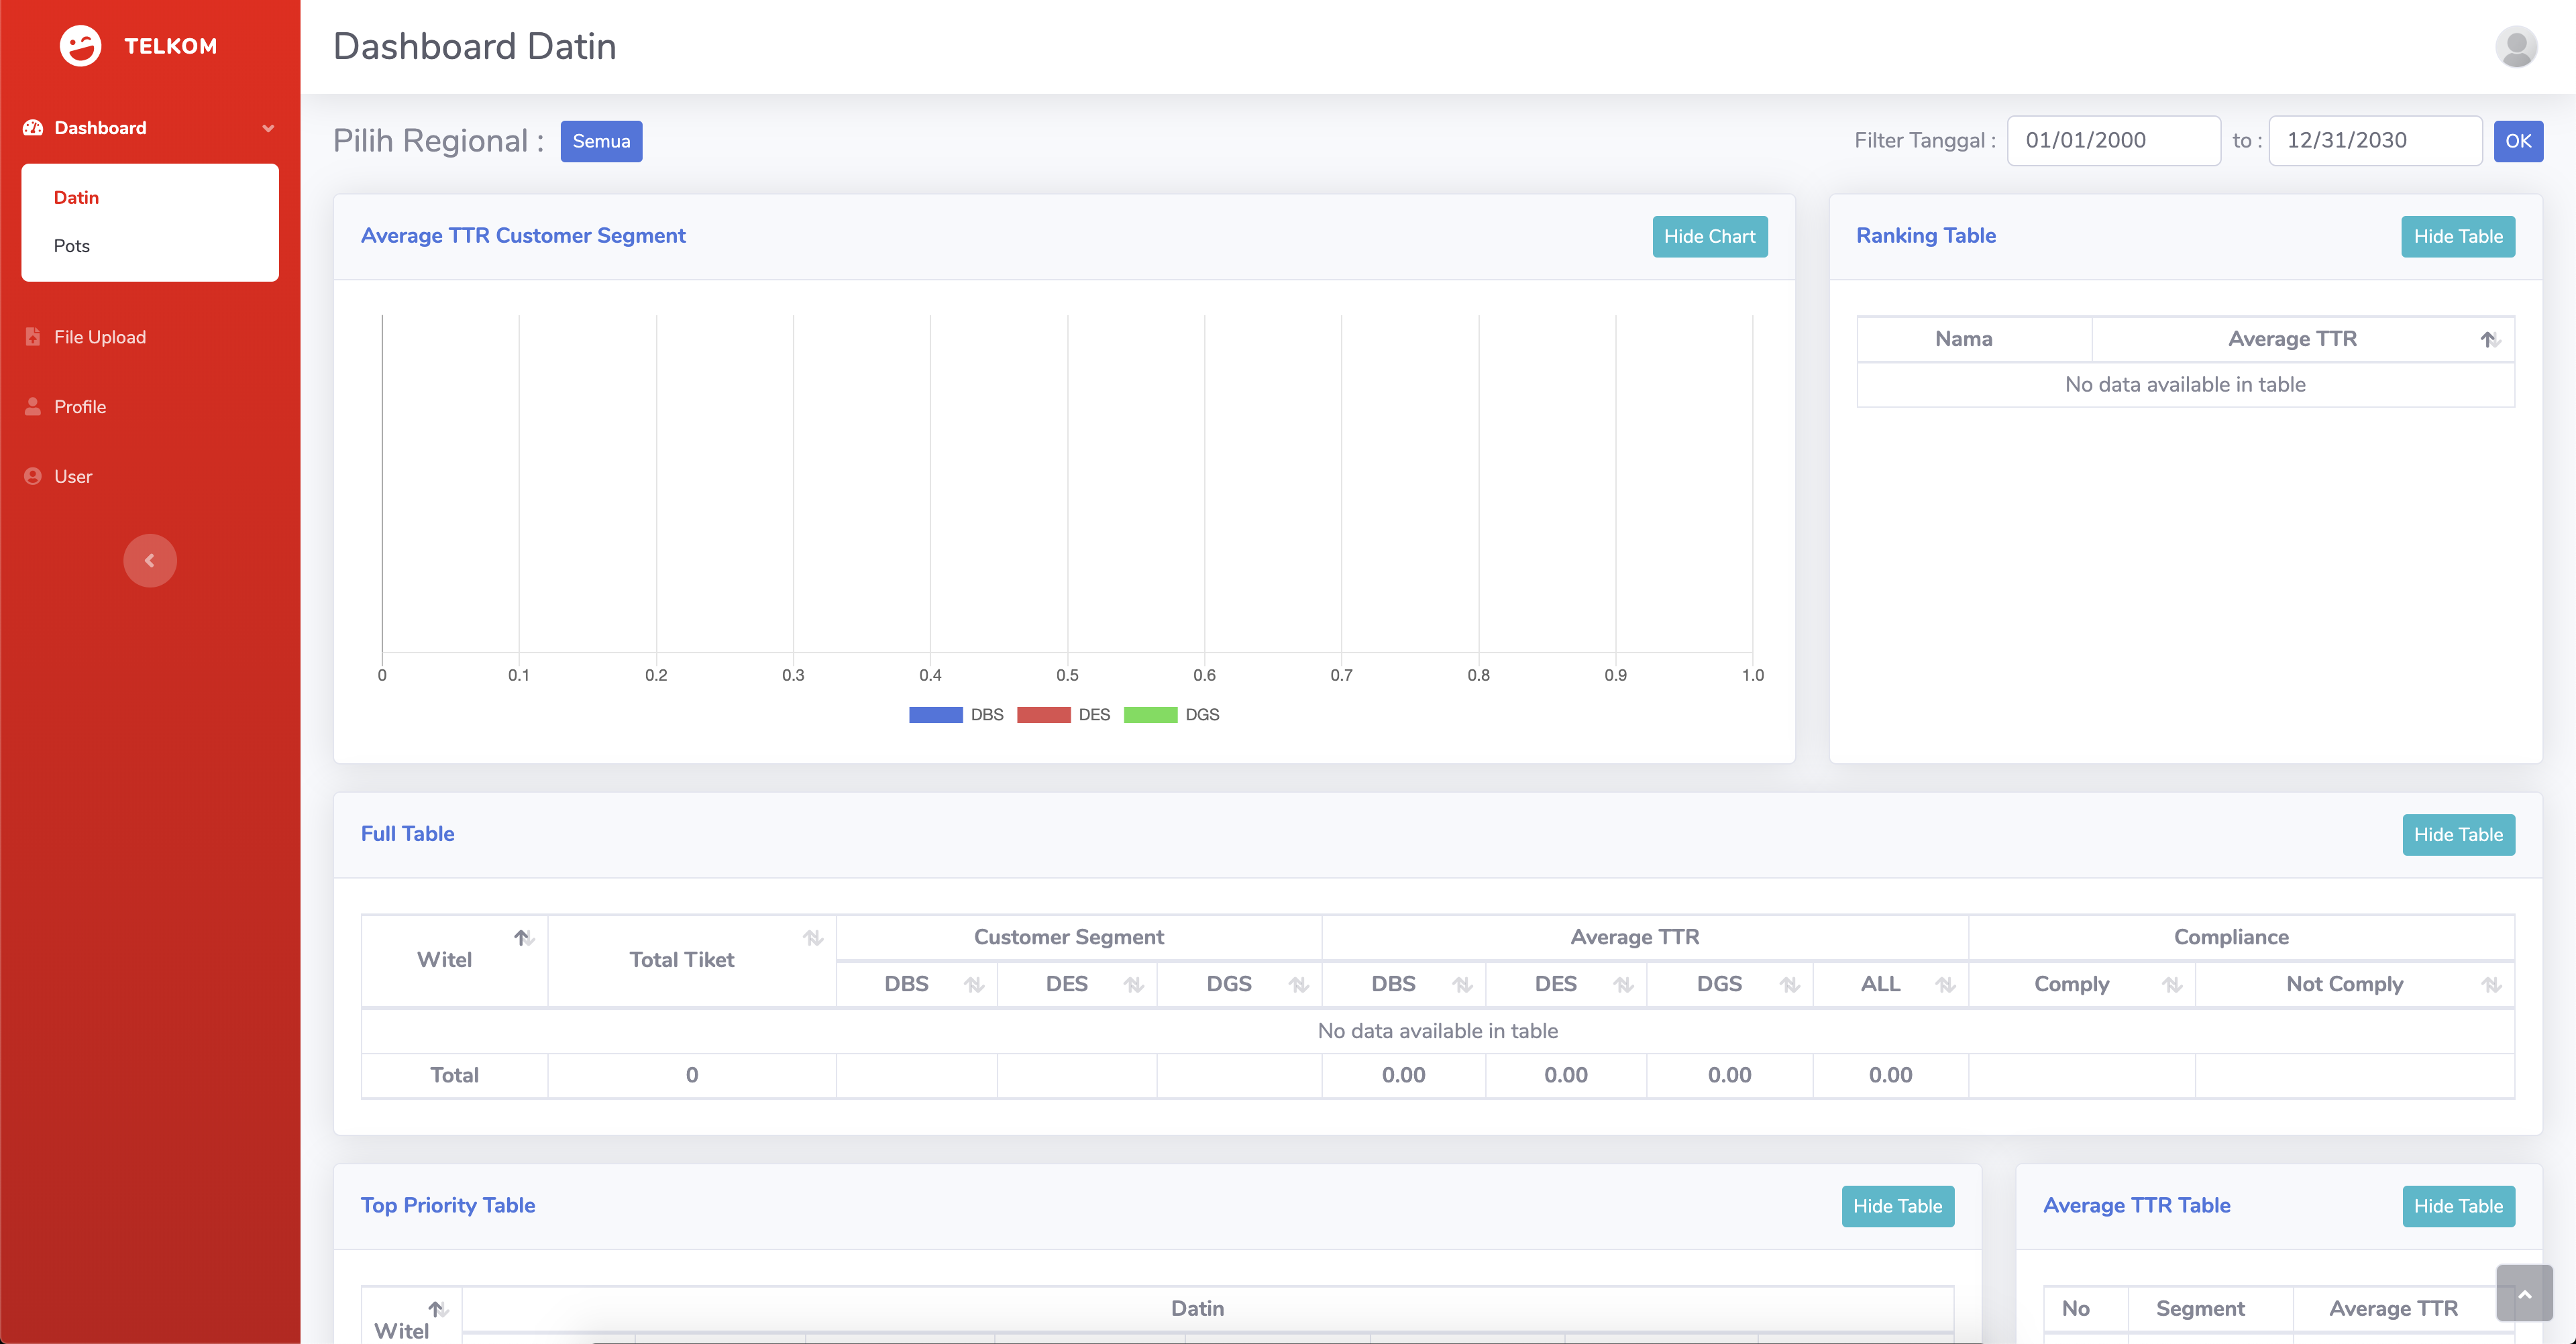 TELKOM
Dashboard
Datin
Pots
File Upload
Profile
User
Dashboard Datin
Pilih Regional :
Semua
Filter Tanggal :
01/01/2000
to :
12/31/2030
OK
Average TTR Customer Segment
Hide Chart
0 0.1 0.2 0.3 0.4 0.5 0.6 0.7 0.8 0.9 1.0
DBS DES DGS
Ranking Table
Hide Table
Nama Average TTR
No data available in table
Full Table
Hide Table
Witel Total Tiket Customer Segment Average TTR Compliance
DBS DES DGS DBS DES DGS ALL Comply Not Comply
No data available in table
Total 0 0.00 0.00 0.00 0.00
Top Priority Table
Hide Table
Witel Datin
Average TTR Table
Hide Table
No Segment Average TTR